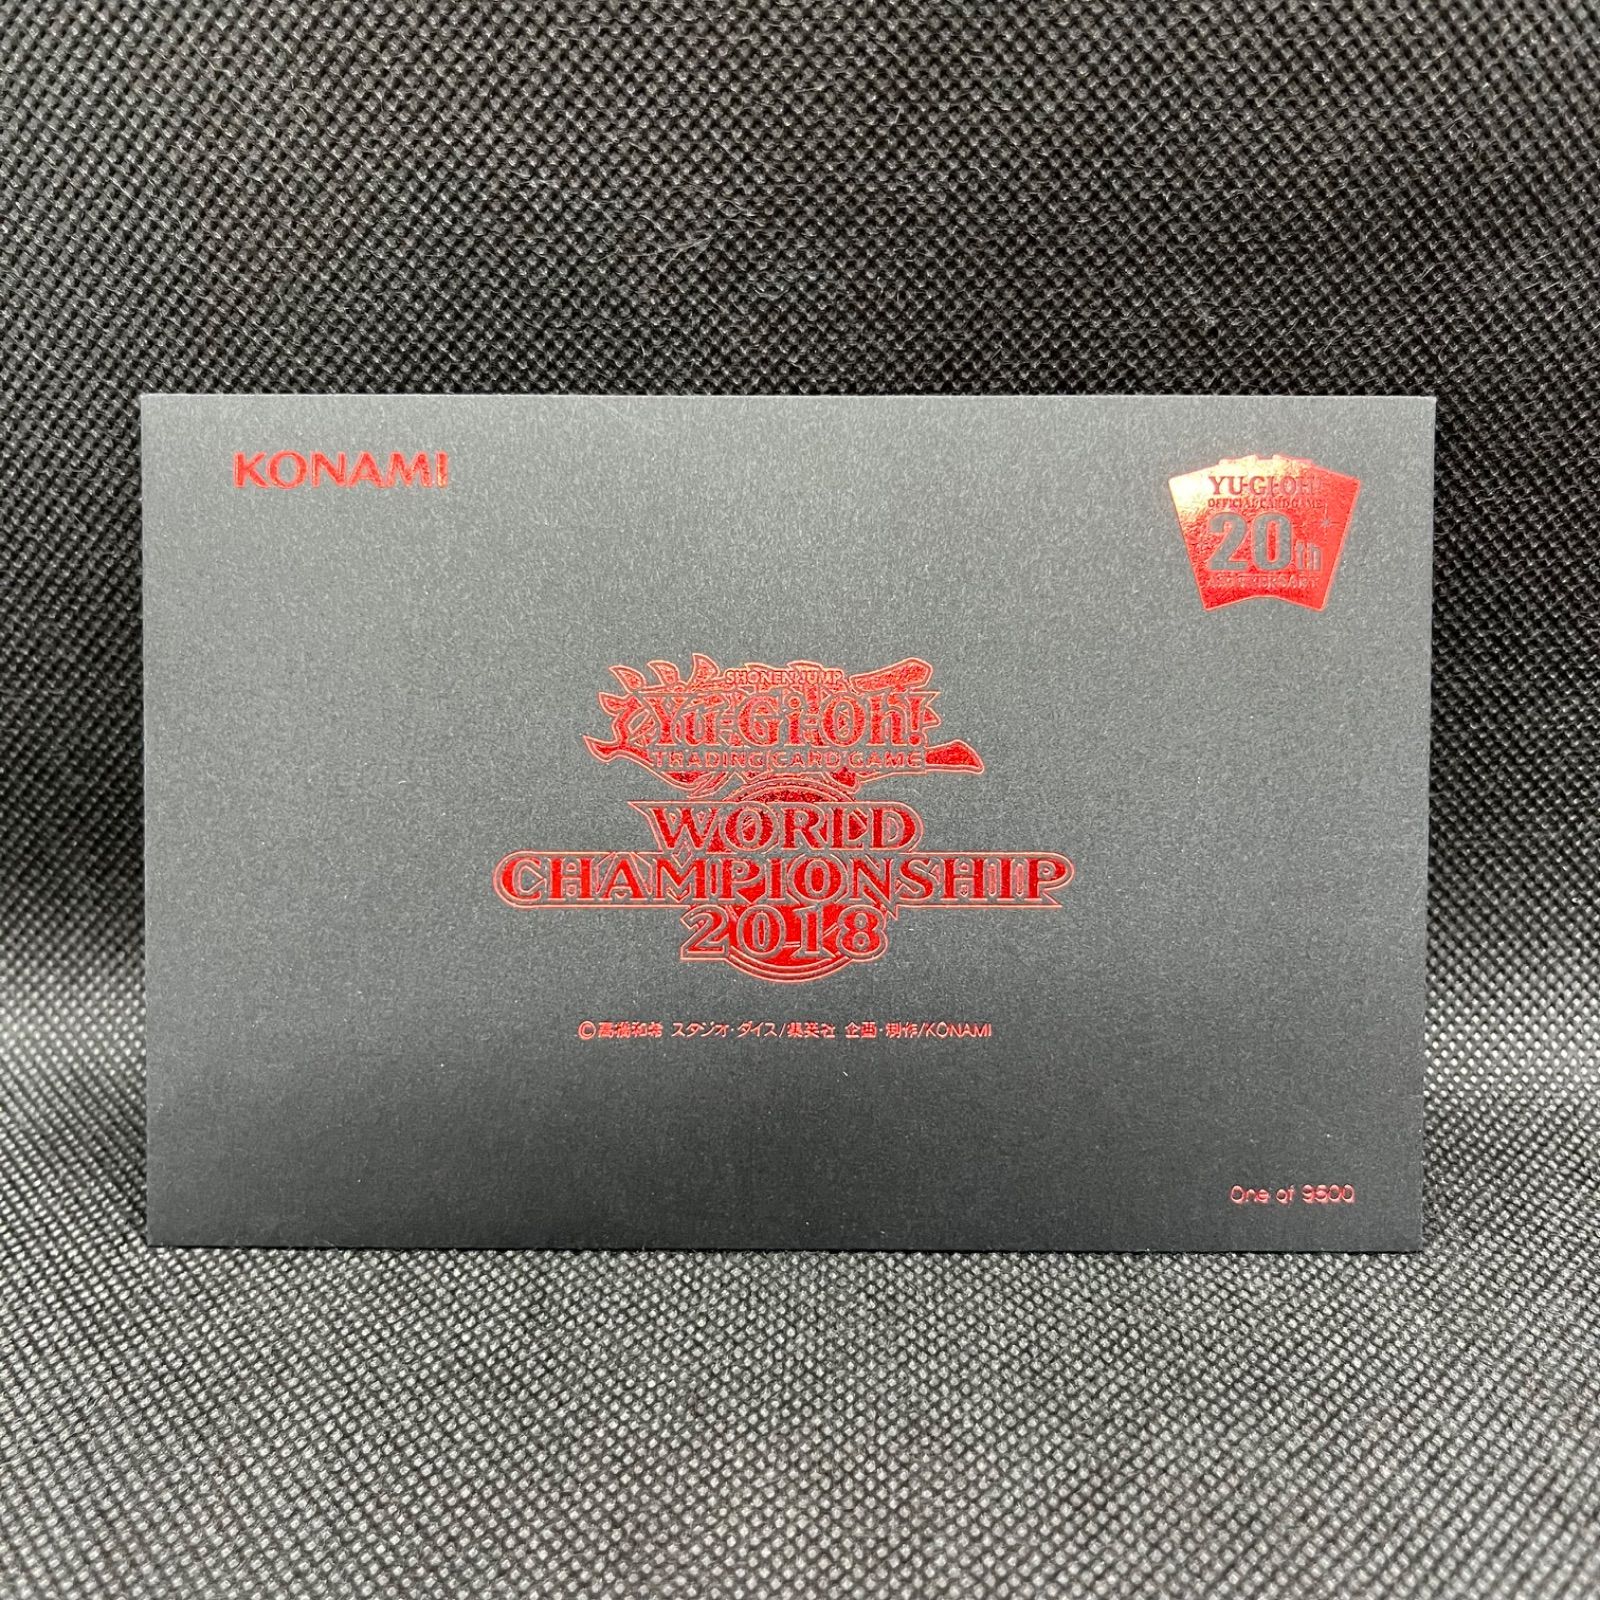 KONAMI
YU-GI-OH!
OFFICIAL CARD GAME
20th
ANNIVERSARY
SHONEN JUMP
Yu-Gi-Oh!
TRADING CARD GAME
WORLD
CHAMPIONSHIP
2018
©高橋和希 スタジオ・ダイス/集英社 企画・制作/KONAMI
One of 9500